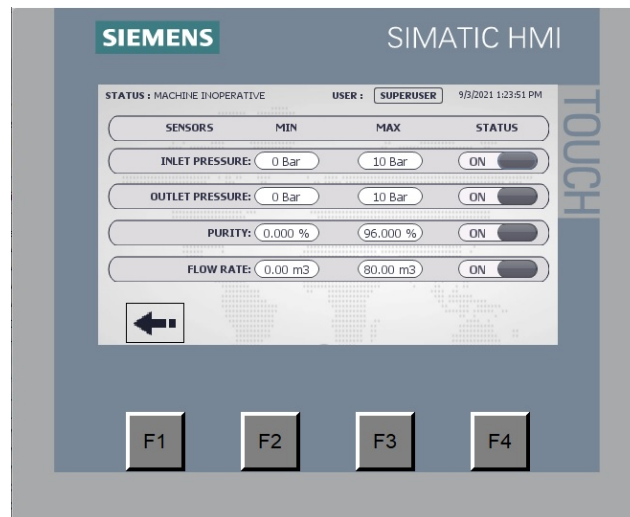 SIEMENS
SIMATIC HMI
TOUCH
STATUS : MACHINE INOPERATIVE USER : SUPERUSER 9/3/2021 1:23:51 PM
SENSORS MIN MAX STATUS
INLET PRESSURE: 0 Bar 10 Bar ON
OUTLET PRESSURE: 0 Bar 10 Bar ON
PURITY: 0.000 % 96.000 % ON
FLOW RATE: 0.00 m3 80.00 m3 ON
F1 F2 F3 F4